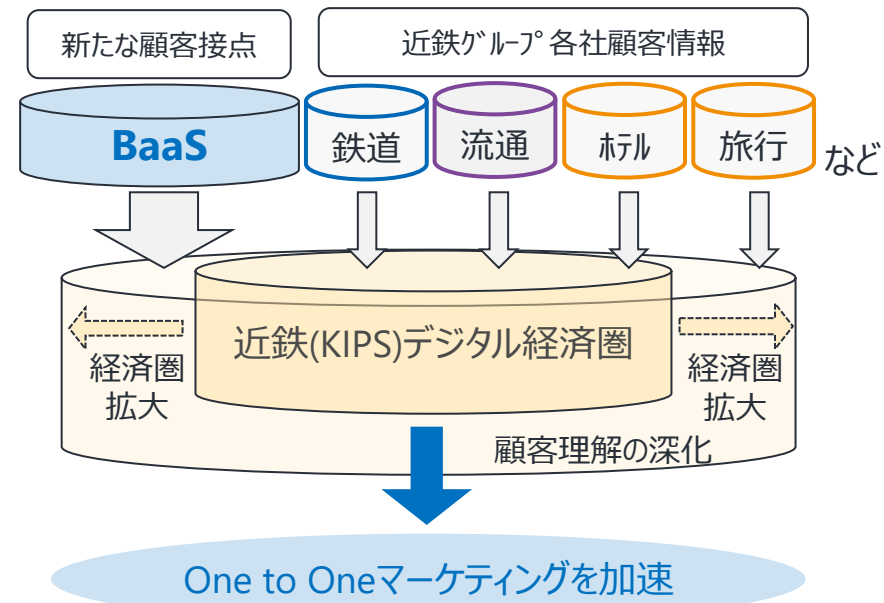 新たな顧客接点
近鉄ｸﾞﾙｰﾌﾟ各社顧客情報
BaaS
鉄道
流通
ﾎﾃﾙ
旅行
など
近鉄(KIPS)デジタル経済圏
経済圏
拡大
経済圏
拡大
顧客理解の深化
One to Oneマーケティングを加速